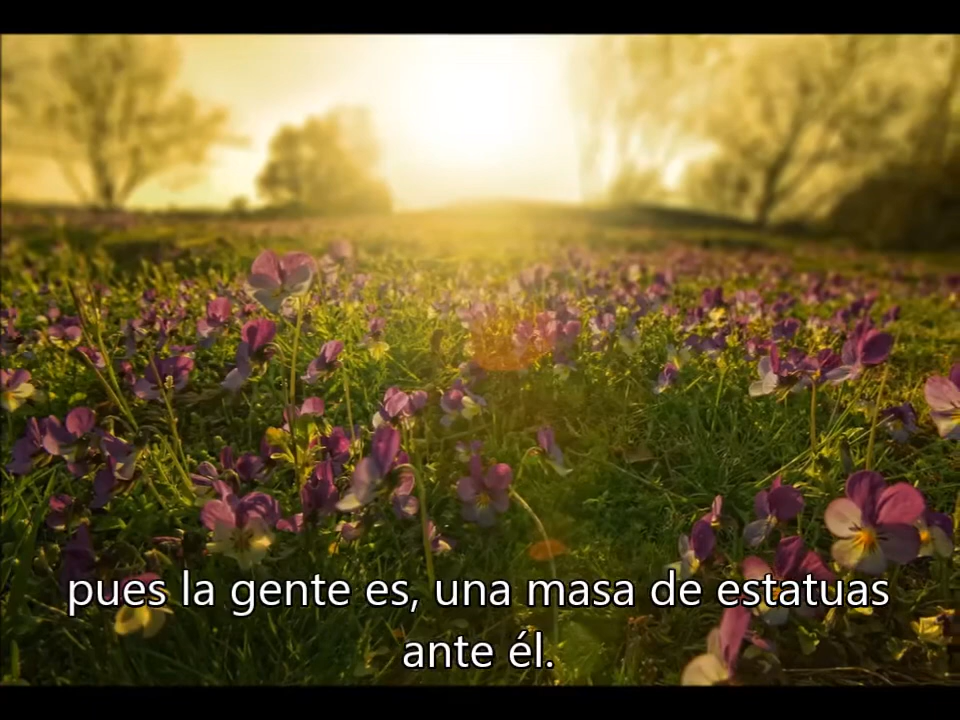 pues la gente es, una masa de estatuas
ante él.